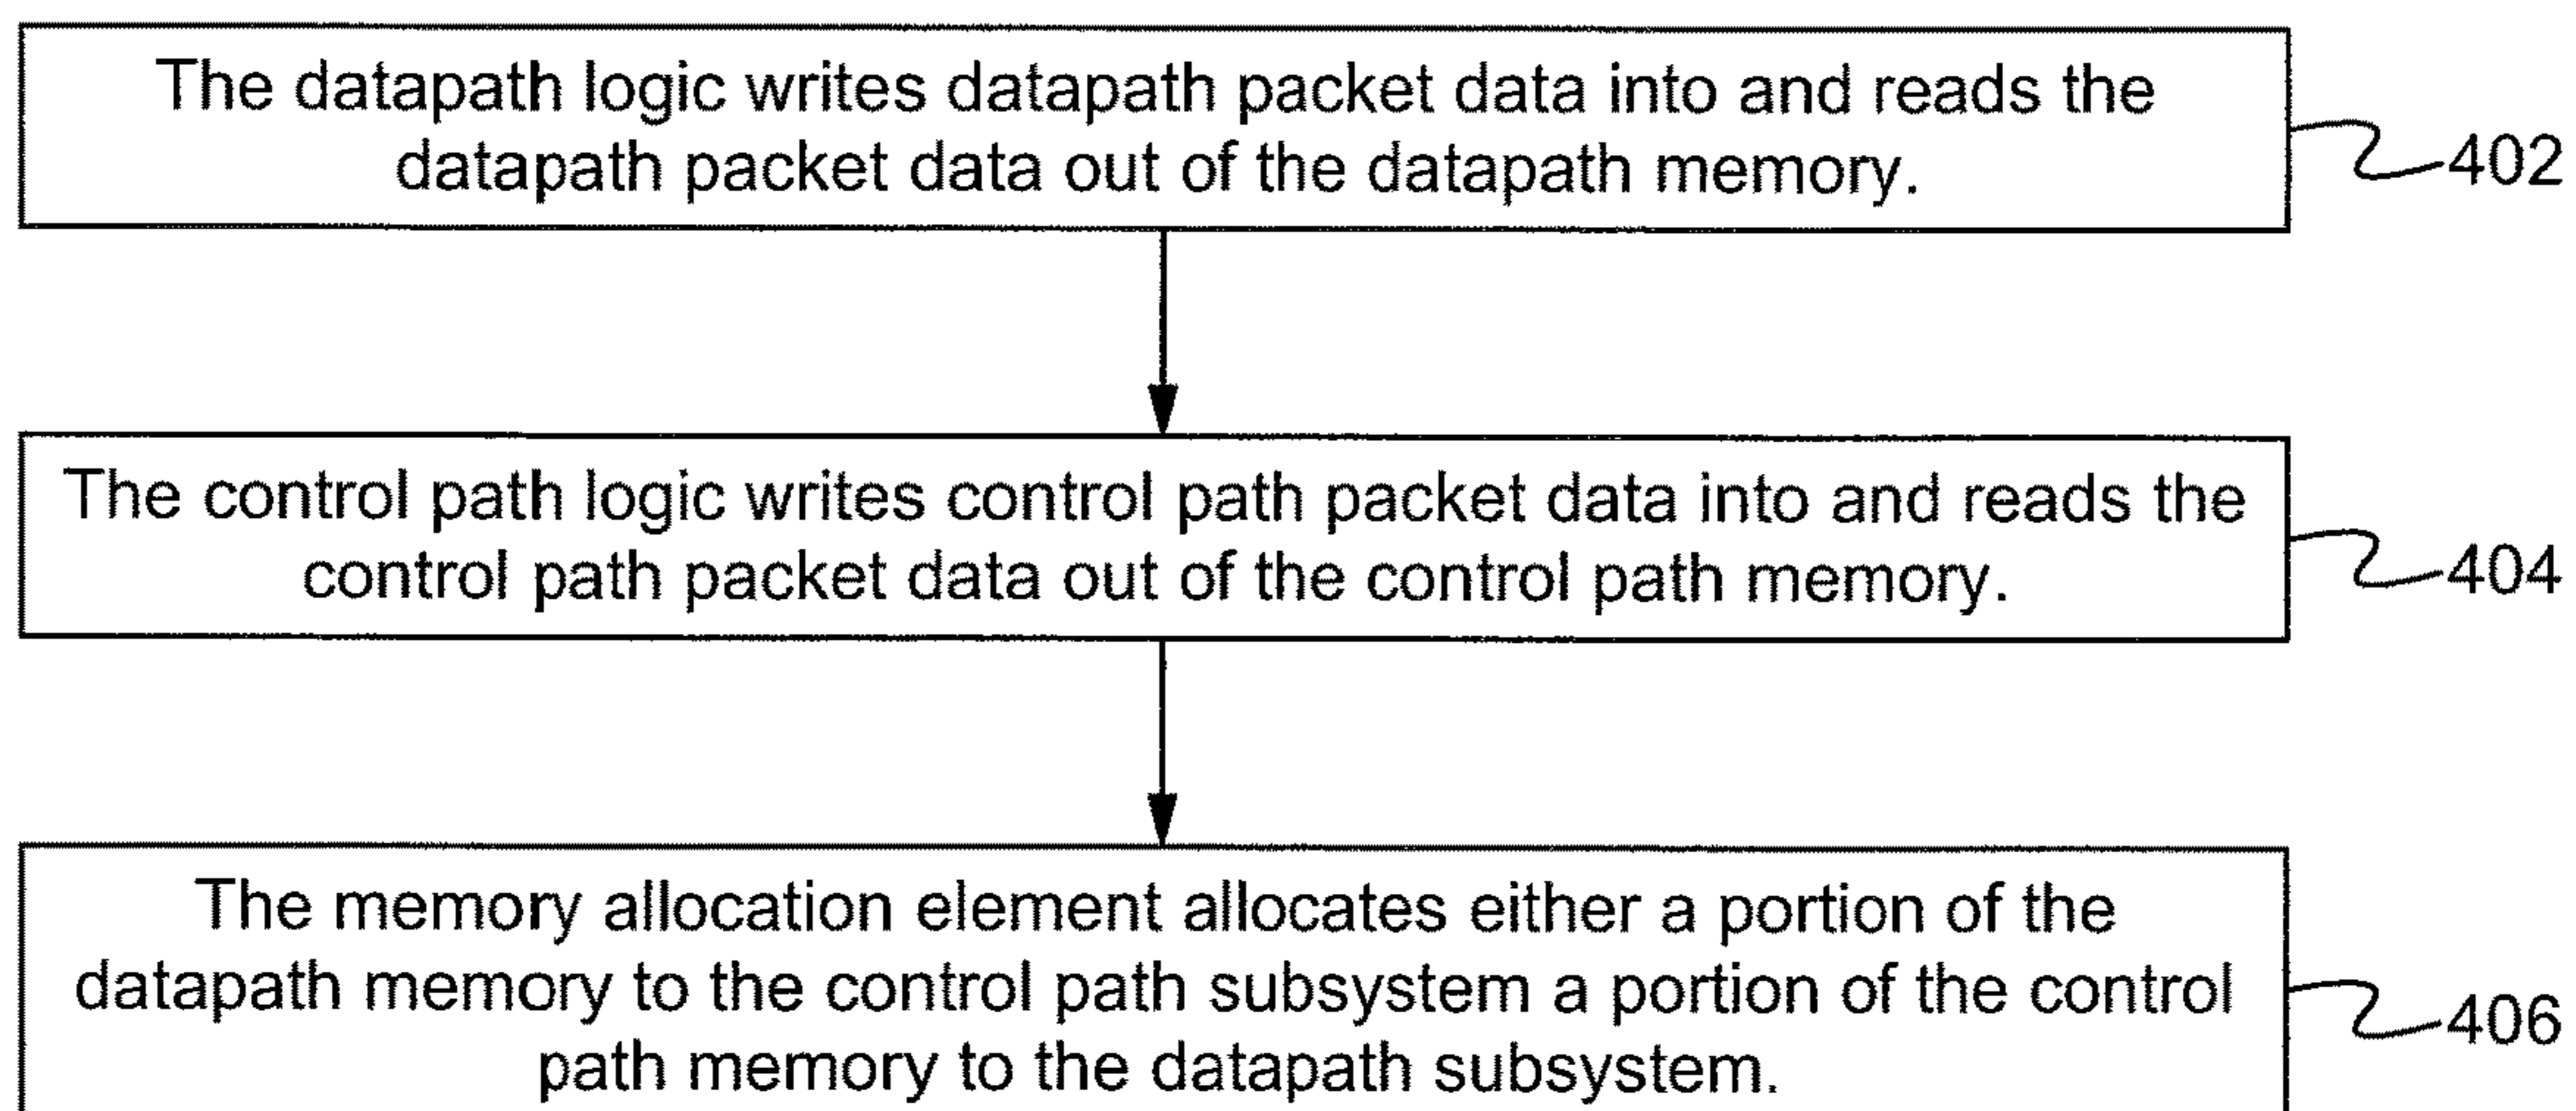 The datapath logic writes datapath packet data into and reads the
datapath packet data out of the datapath memory.
402
The control path logic writes control path packet data into and reads the
control path packet data out of the control path memory.
404
The memory allocation element allocates either a portion of the
datapath memory to the control path subsystem a portion of the control
path memory to the datapath subsystem.
406